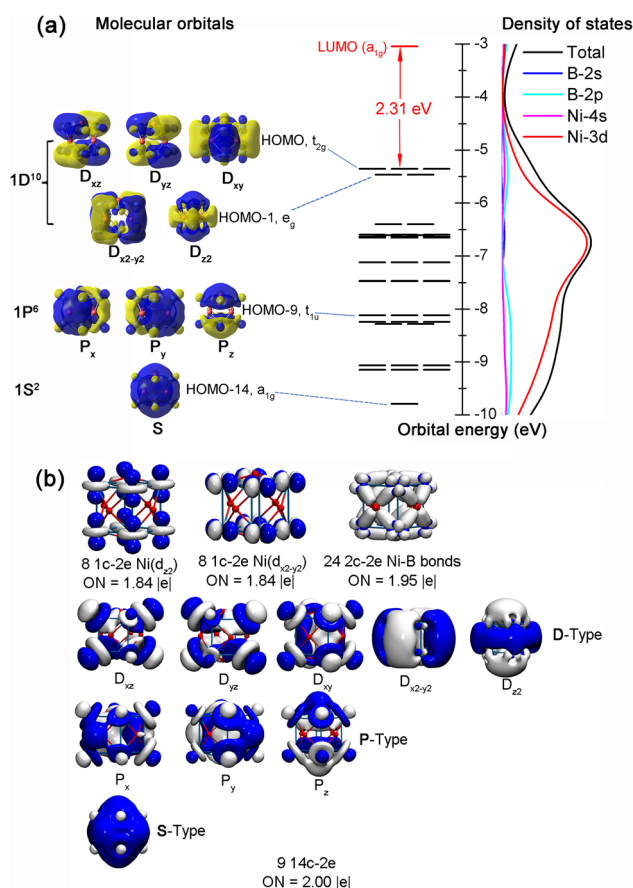 (a) Molecular orbitals Density of states
LUMO (a1g)
2.31 eV
-3
-4
-5
-6
-7
-8
-9
-10
Total
B-2s
B-2p
Ni-4s
Ni-3d
HOMO, t2g
Dxz Dyz Dxy
1D10
HOMO-1, eg
Dx2-y2 Dz2
1P6
HOMO-9, t1u
Px Py Pz
1S2
HOMO-14, a1g
S
Orbital energy (eV)
(b)
8 1c-2e Ni(dz2) 8 1c-2e Ni(dx2-y2) 24 2c-2e Ni-B bonds
ON = 1.84 |e| ON = 1.84 |e| ON = 1.95 |e|
D-Type
Dxz Dyz Dxy Dx2-y2 Dz2
P-Type
Px Py Pz
S-Type
9 14c-2e
ON = 2.00 |e|